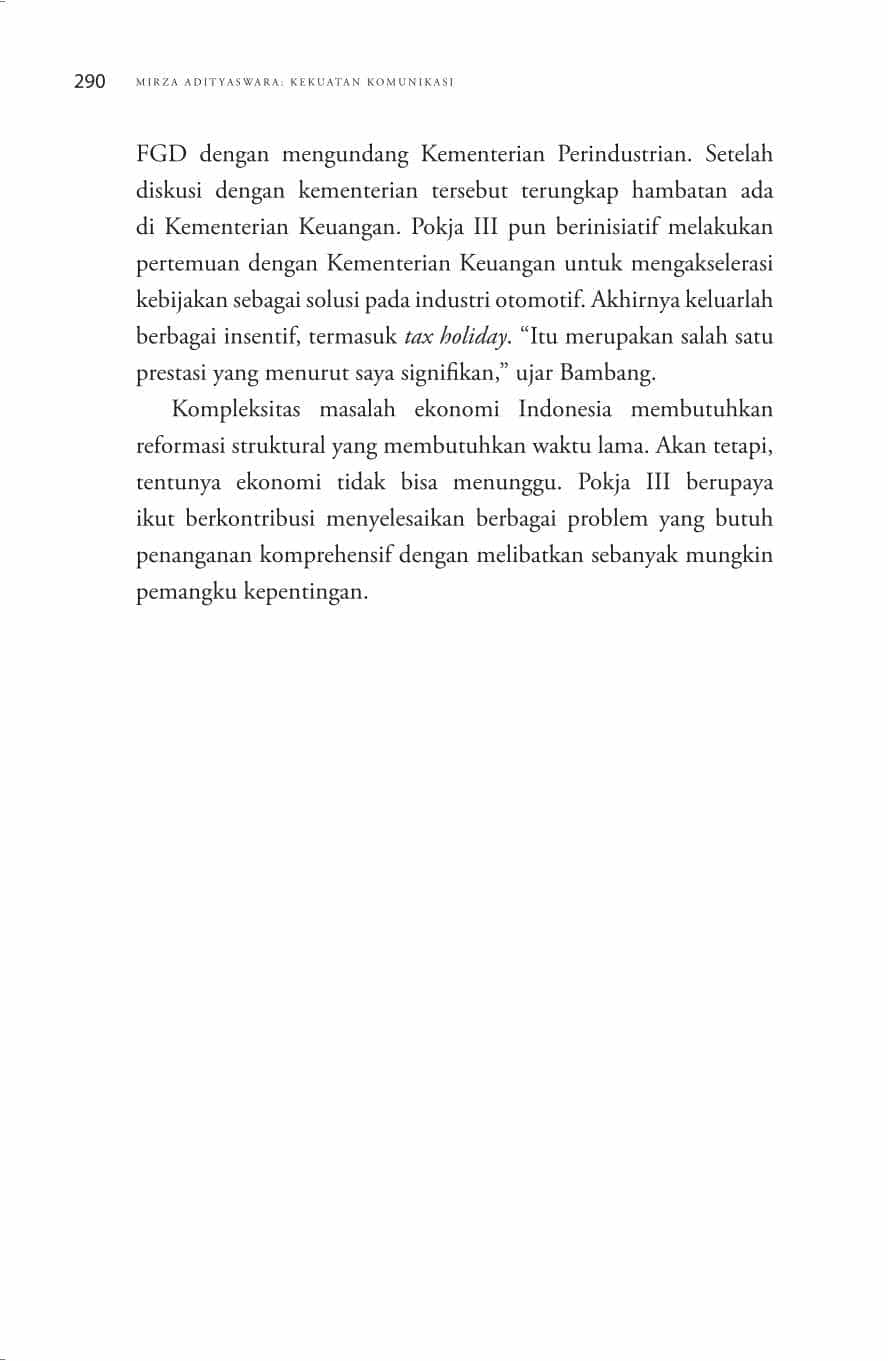 290 MIRZA ADITYASWARA: KEKUATAN KOMUNIKASI
FGD dengan mengundang Kementerian Perindustrian. Setelah
diskusi dengan kementerian tersebut terungkap hambatan ada
di Kementerian Keuangan. Pokja III pun berinisiatif melakukan
pertemuan dengan Kementerian Keuangan untuk mengakselerasi
kebijakan sebagai solusi pada industri otomotif. Akhirnya keluarlah
berbagai insentif, termasuk tax holiday. “Itu merupakan salah satu
prestasi yang menurut saya signifikan,” ujar Bambang.
Kompleksitas masalah ekonomi Indonesia membutuhkan
reformasi struktural yang membutuhkan waktu lama. Akan tetapi,
tentunya ekonomi tidak bisa menunggu. Pokja III berupaya
ikut berkontribusi menyelesaikan berbagai problem yang butuh
penanganan komprehensif dengan melibatkan sebanyak mungkin
pemangku kepentingan.